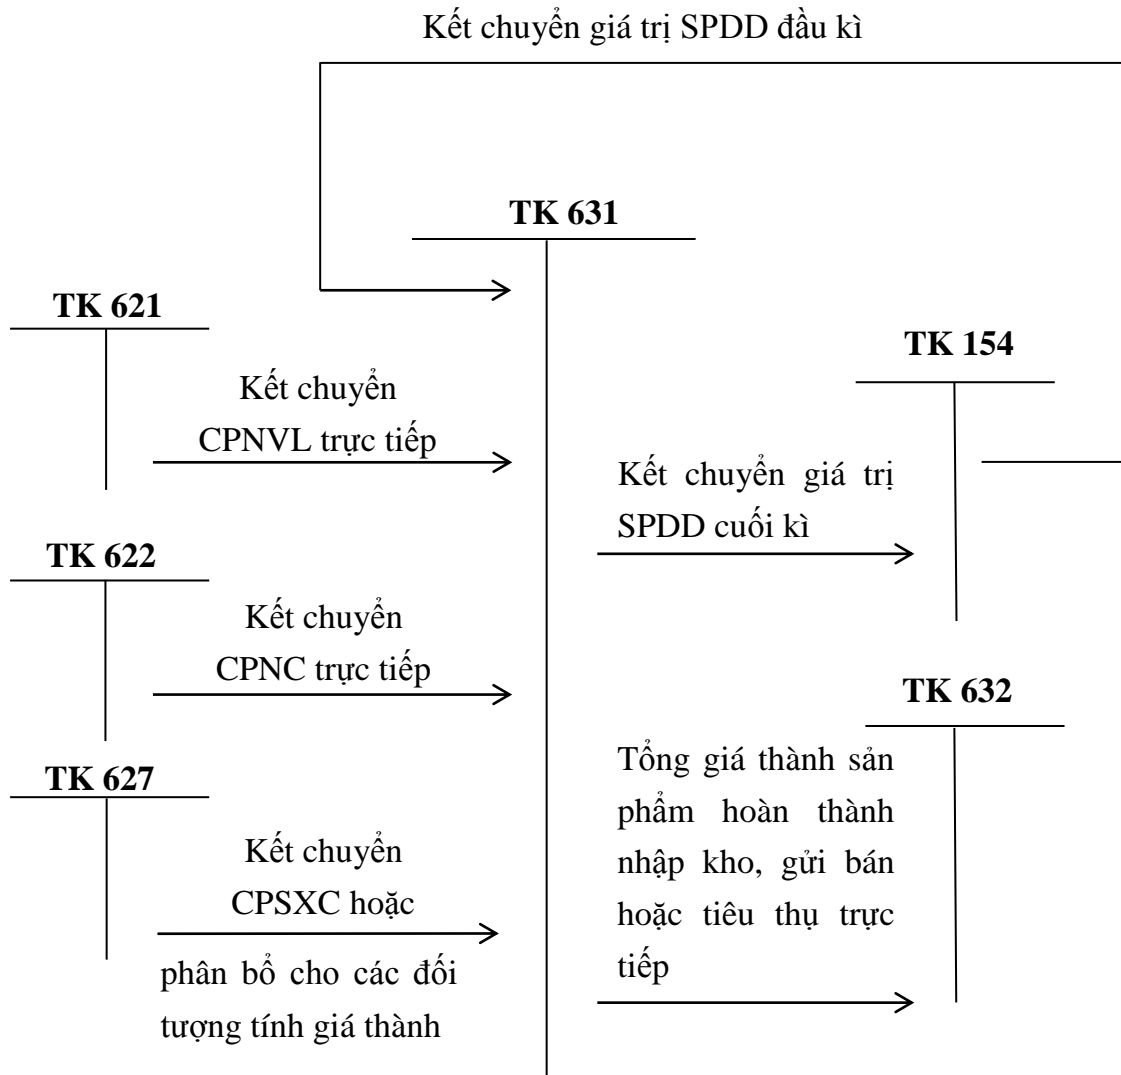 Kết chuyển giá trị SPDD đầu kì
TK 631
TK 621
Kết chuyển
CPNVL trực tiếp
TK 622
Kết chuyển
CPNC trực tiếp
TK 627
Kết chuyển
CPSXC hoặc
phân bổ cho các đối
tượng tính giá thành
TK 154
Kết chuyển giá trị
SPDD cuối kì
TK 632
Tổng giá thành sản
phẩm hoàn thành
nhập kho, gửi bán
hoặc tiêu thụ trực
tiếp